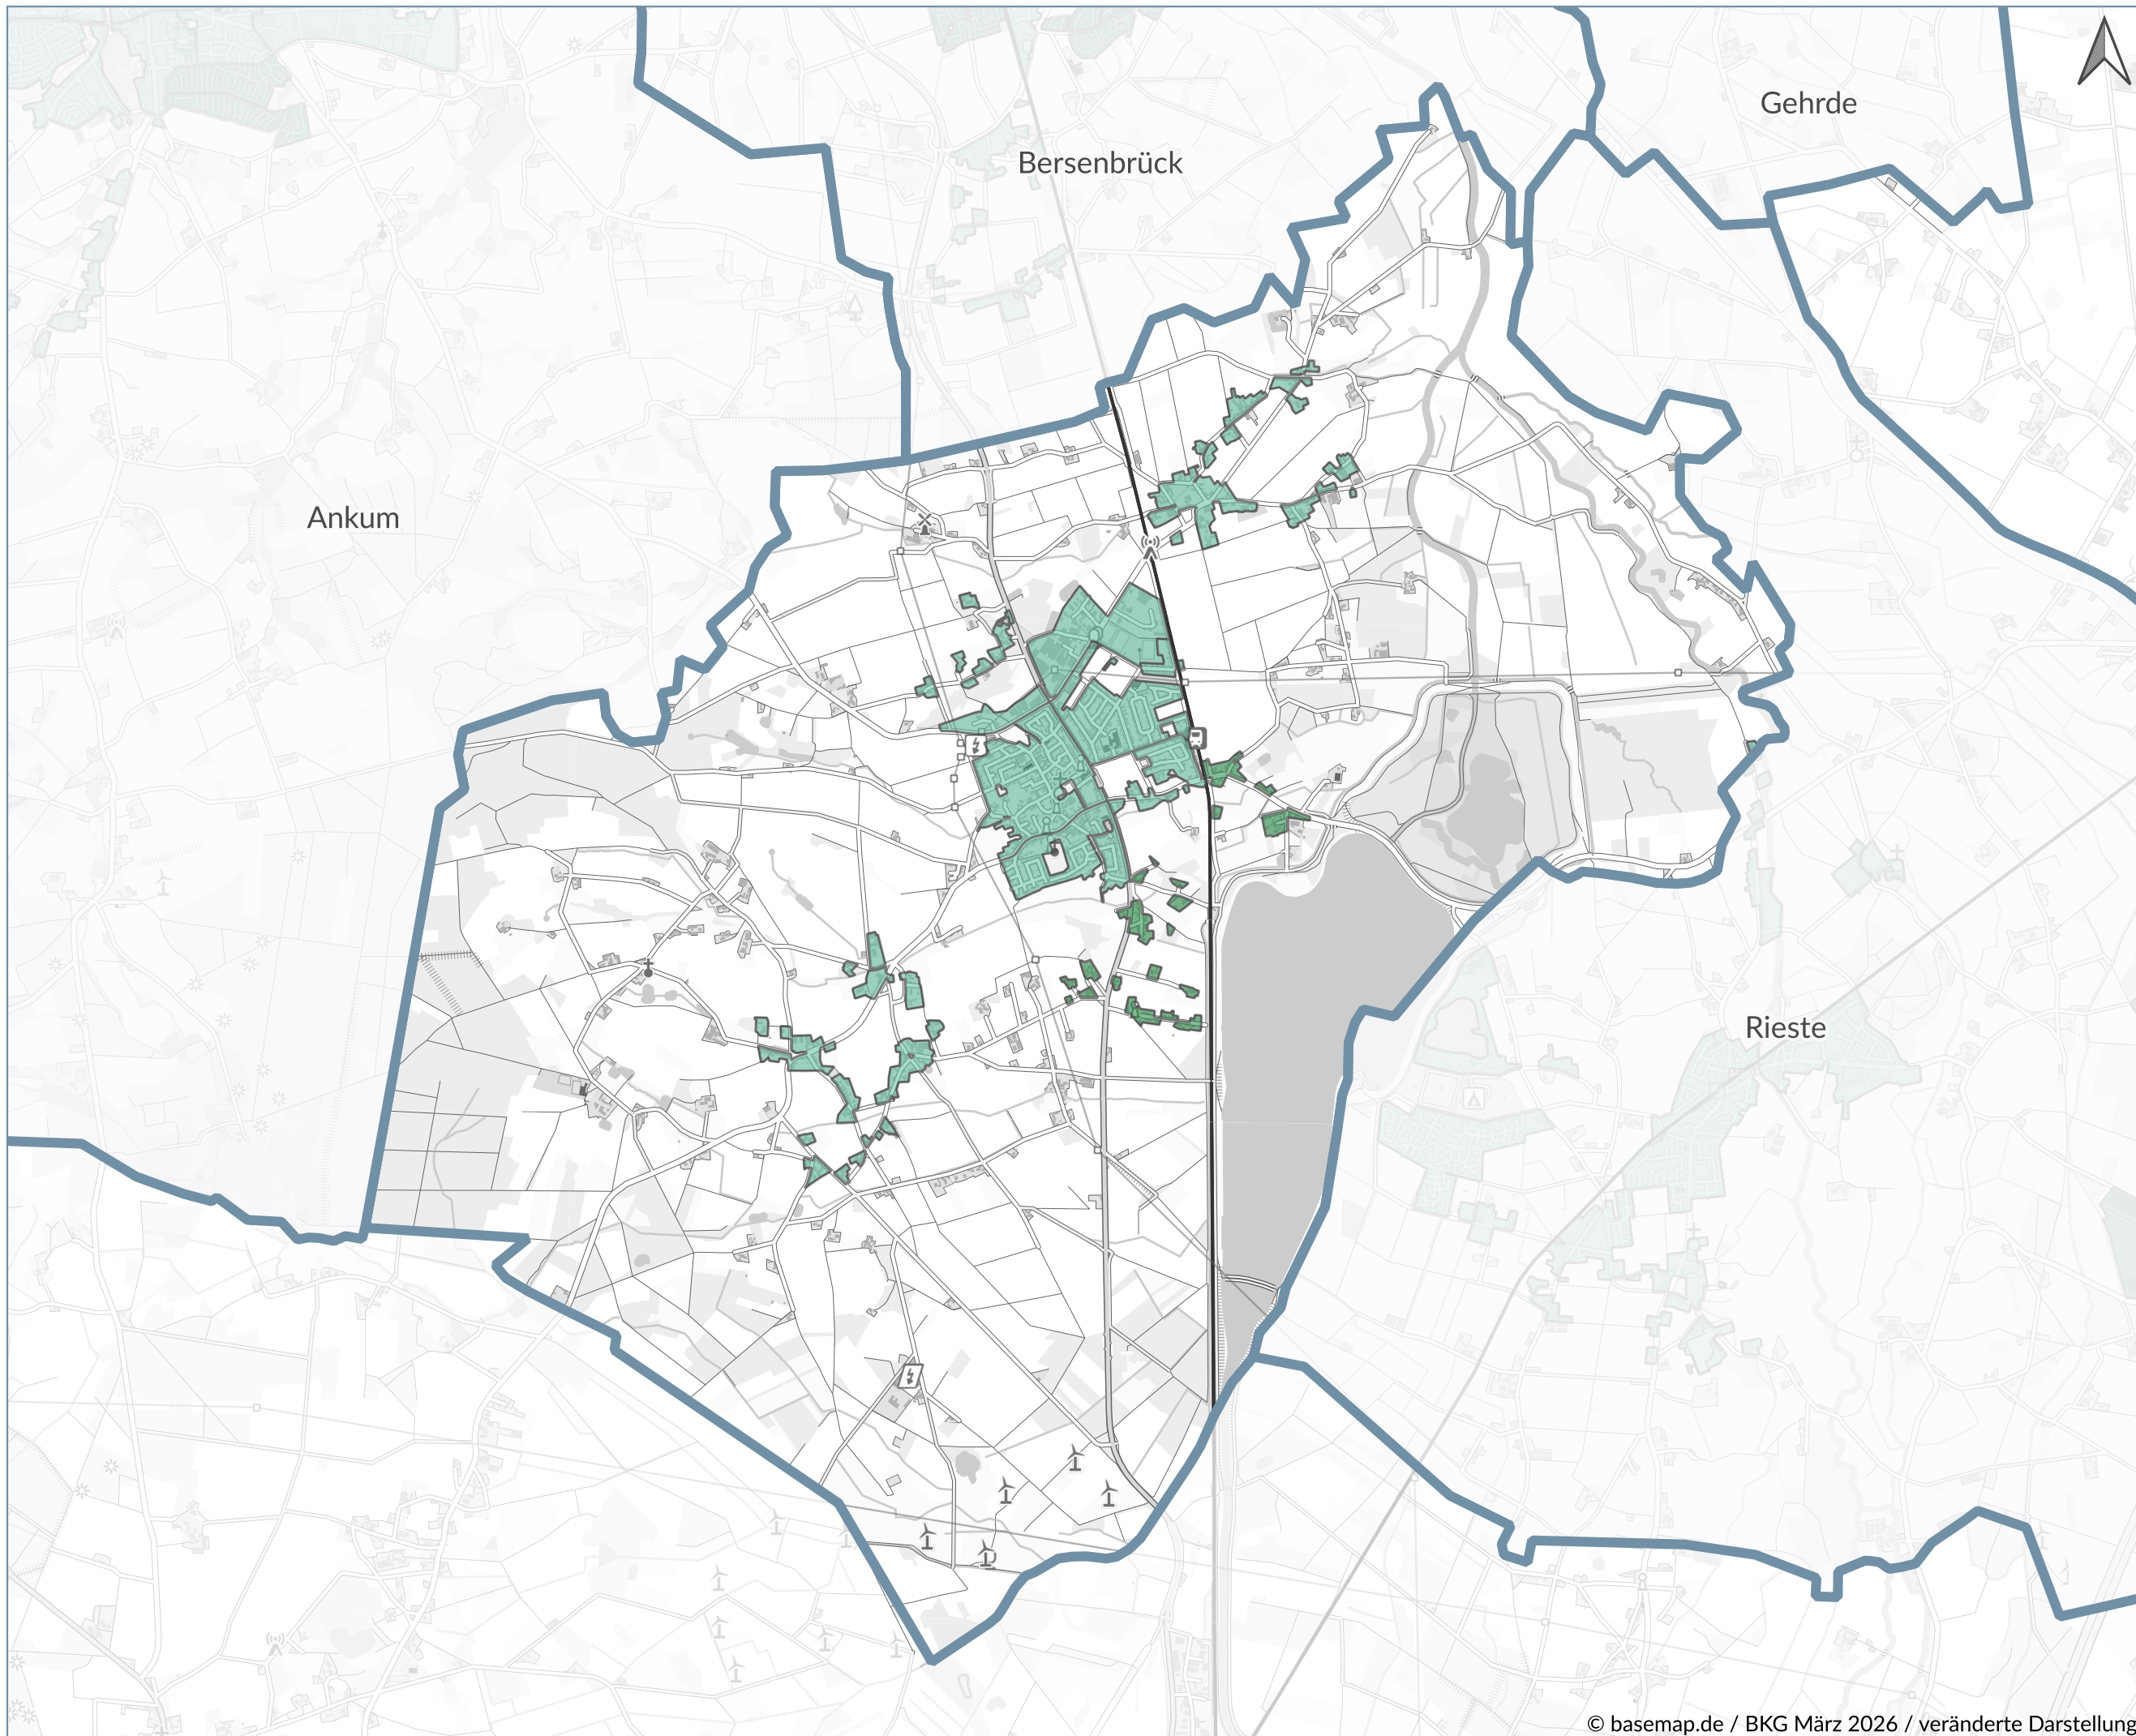 Gehrde
Bersenbrück
Ankum
Rieste
© basemap.de / BKG März 2026 / veränderte Darstellung